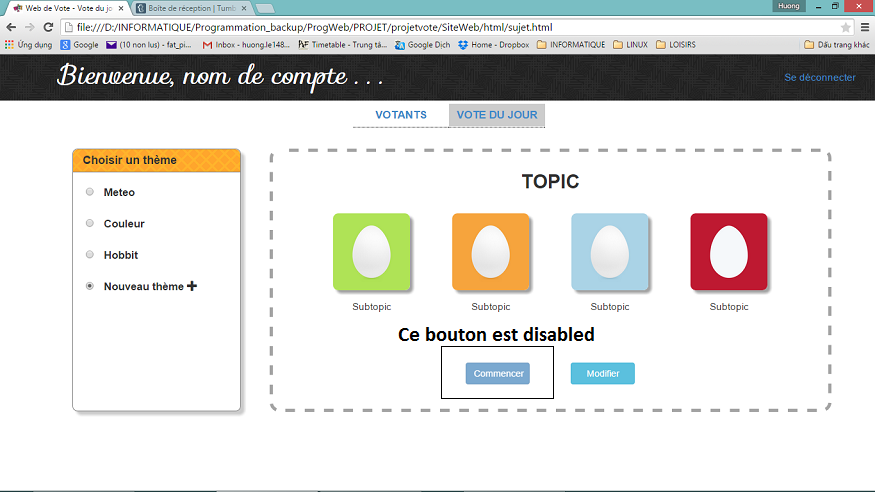 Huong
Web de Vote - Vote du jo
Boîte de réception | Tumb
file:///D:/INFORMATIQUE/Programmation_backup/ProgWeb/PROJET/projetvote/SiteWeb/html/sujet.html
Ứng dụng Google (10 non lus) - fat_pi... Inbox - huong.le148... Timetable - Trung tâ... Google Dịch Home - Dropbox INFORMATIQUE LINUX LOISIRS Dấu trang khác
Bienvenue, nom de compte . . .
Se déconnecter
VOTANTS VOTE DU JOUR
Choisir un thème
Meteo
Couleur
Hobbit
Nouveau thème
TOPIC
Subtopic Subtopic Subtopic Subtopic
Ce bouton est disabled
Commencer Modifier